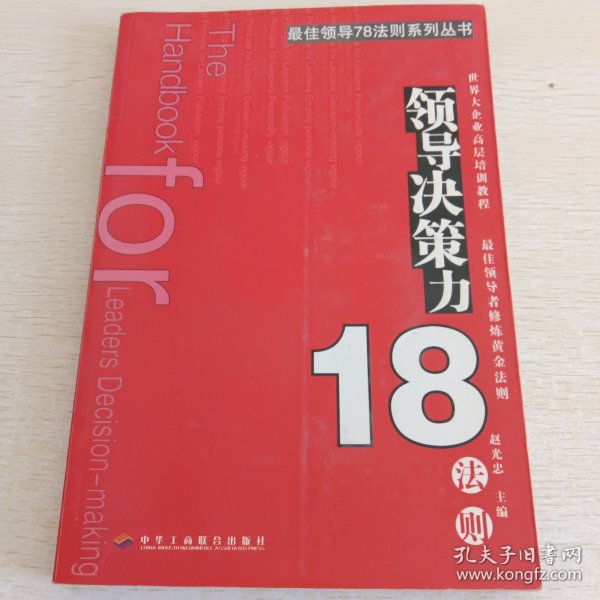 最佳领导78法则系列丛书
世界大企业高层培训教程
最佳领导者修炼黄金法则
领导决策力
18
法则
赵光忠 主编
The
Handbook
for
Leaders Decision-making
中华工商联合出版社
孔夫子旧书网
www.kongfz.com